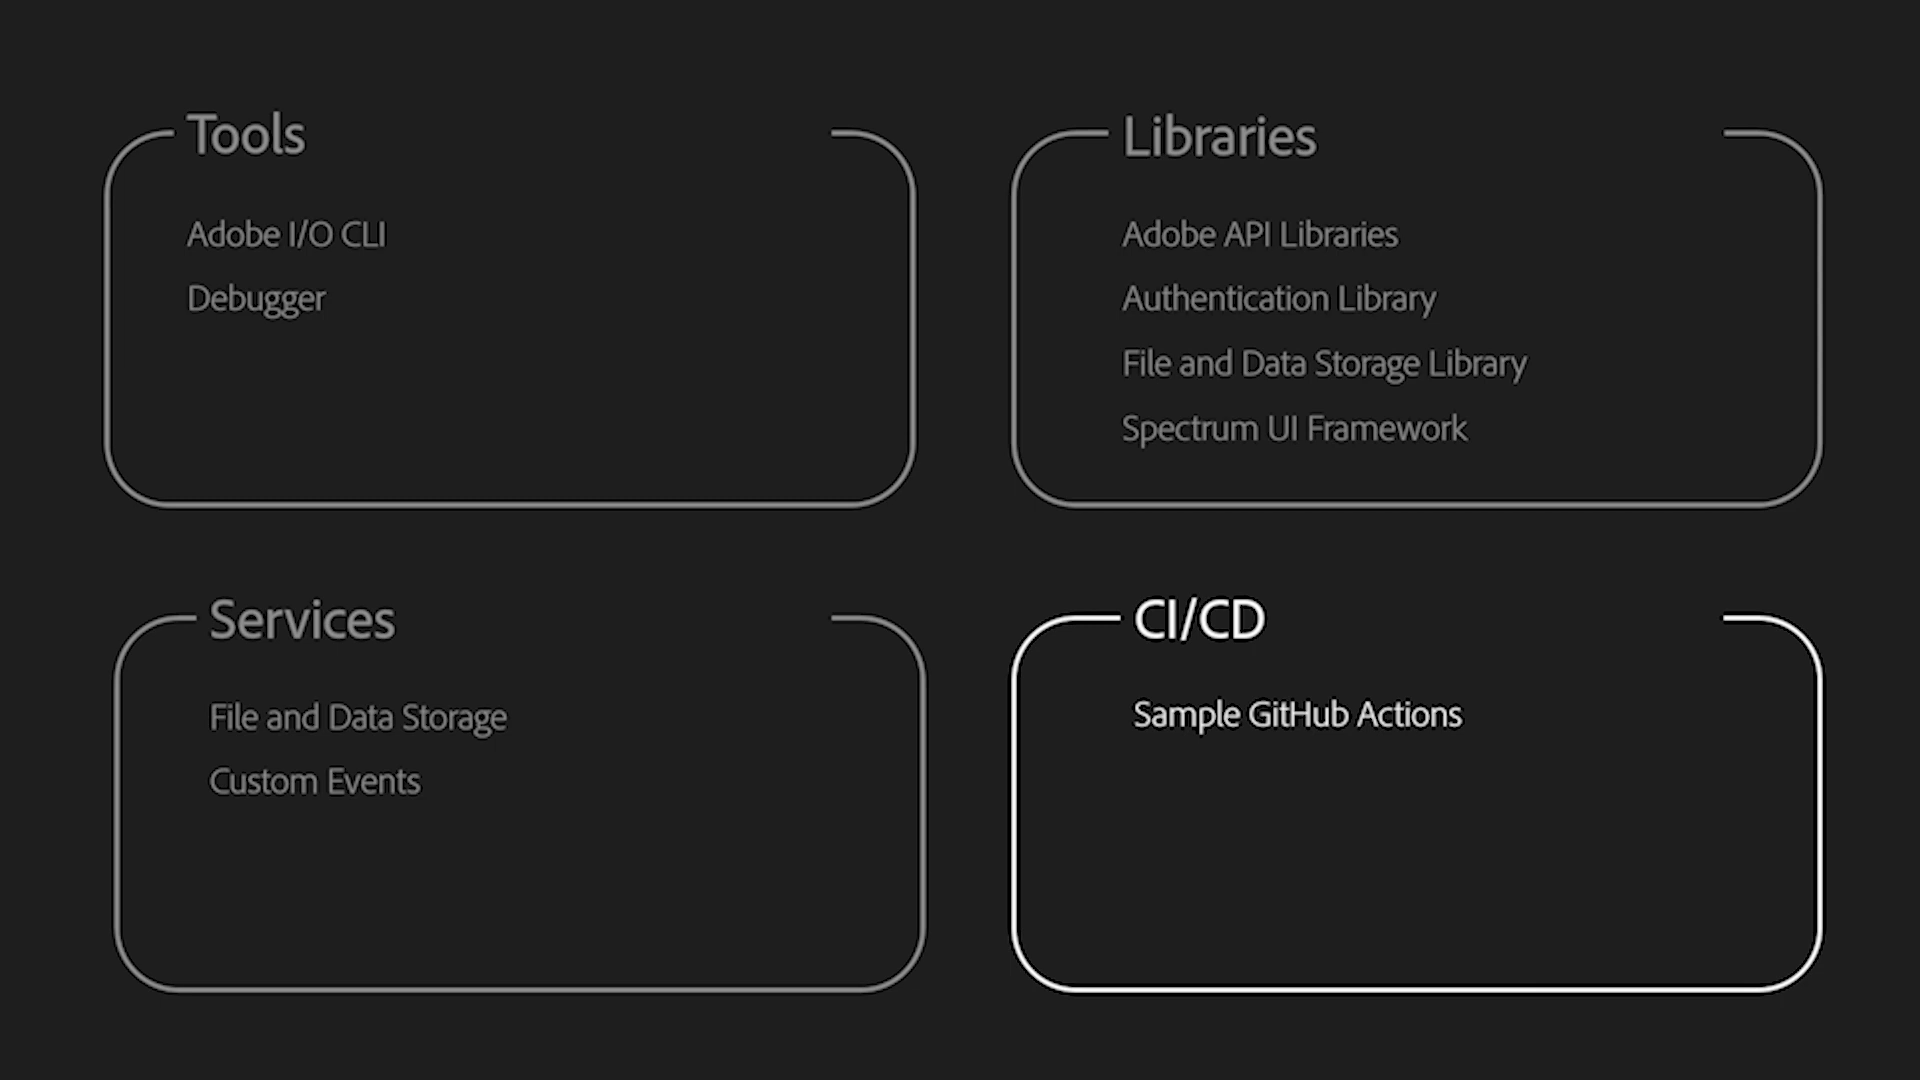 Tools
Adobe I/O CLI
Debugger
Libraries
Adobe API Libraries
Authentication Library
File and Data Storage Library
Spectrum UI Framework
Services
File and Data Storage
Custom Events
CI/CD
Sample GitHub Actions